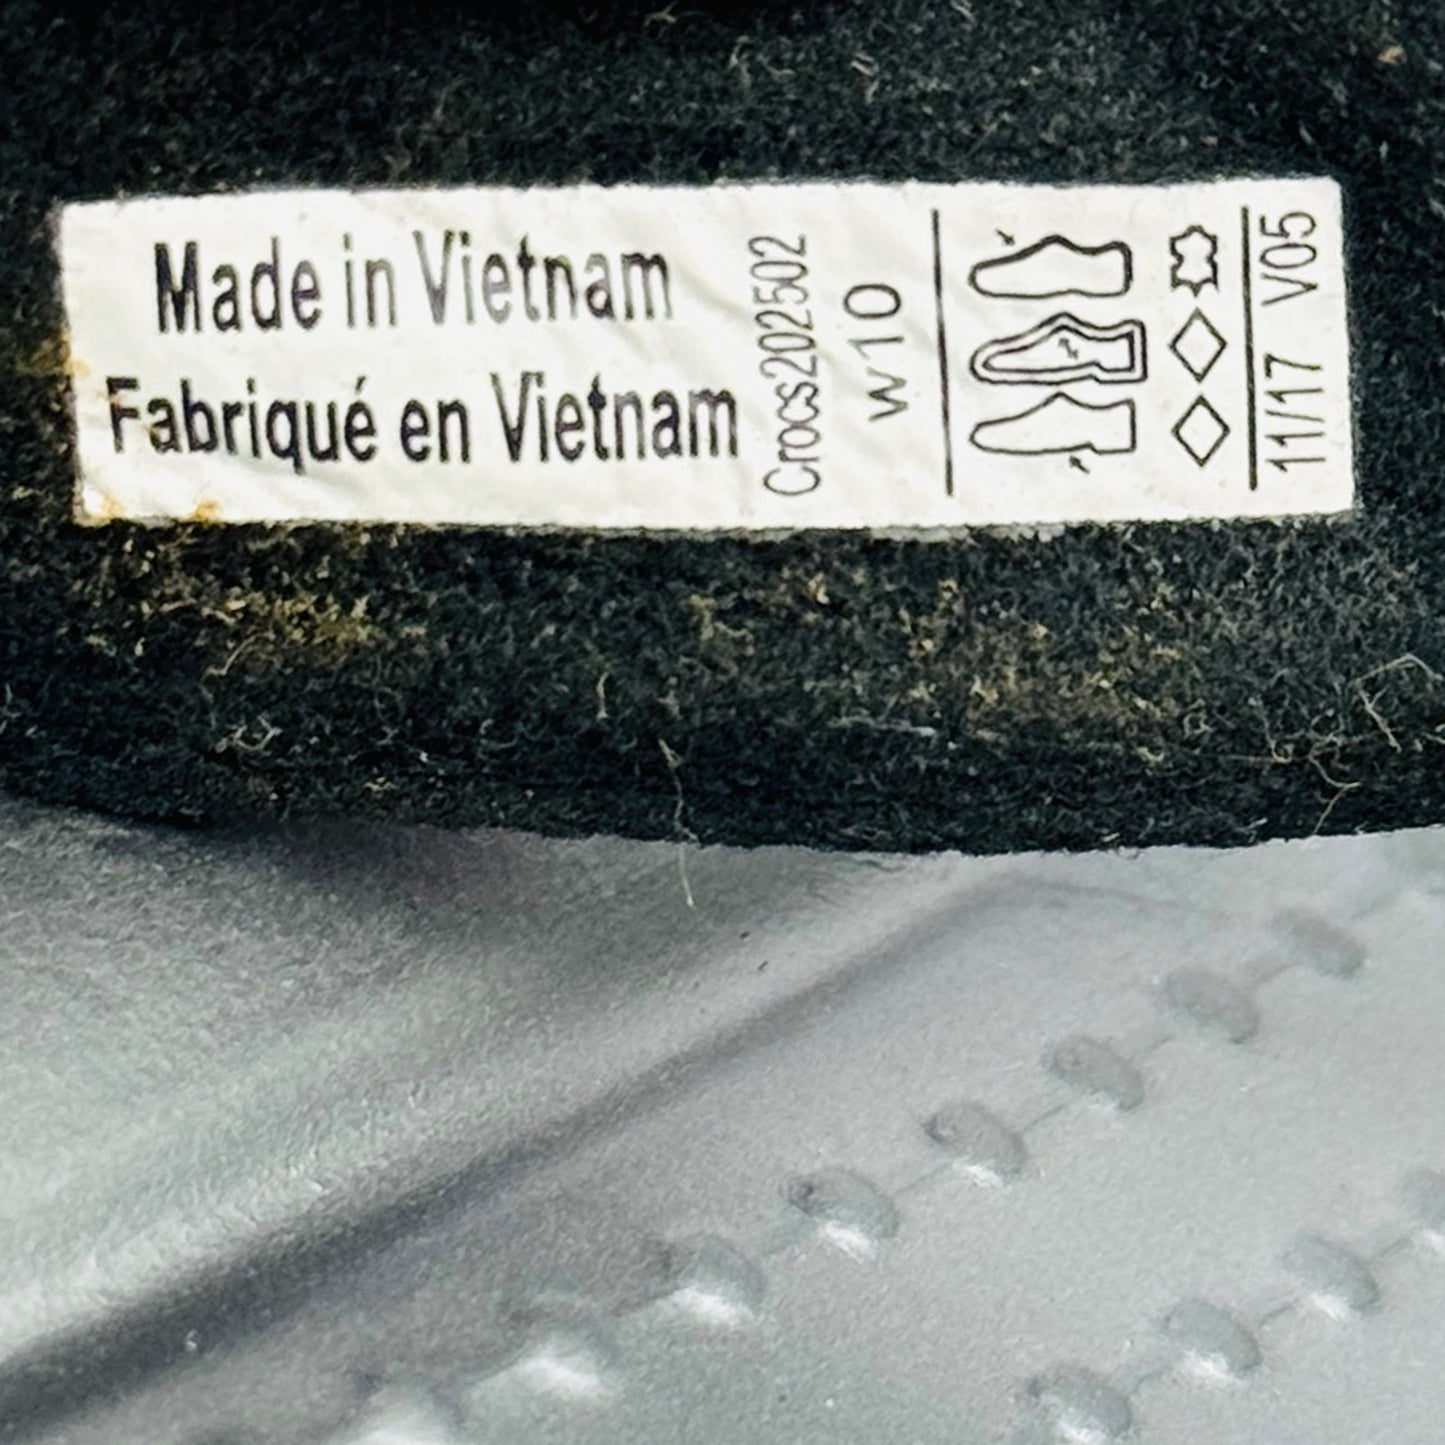 Made in Vietnam
Fabriqué en Vietnam
Crocs202502
W10
11/17 V05